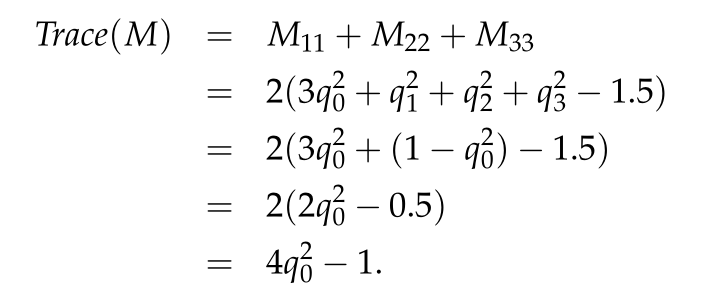 Trace(M) = M₁₁ + M₂₂ + M₃₃
= 2(3q₀² + q₁² + q₂² + q₃² − 1.5)
= 2(3q₀² + (1 − q₀²) − 1.5)
= 2(2q₀² − 0.5)
= 4q₀² − 1.